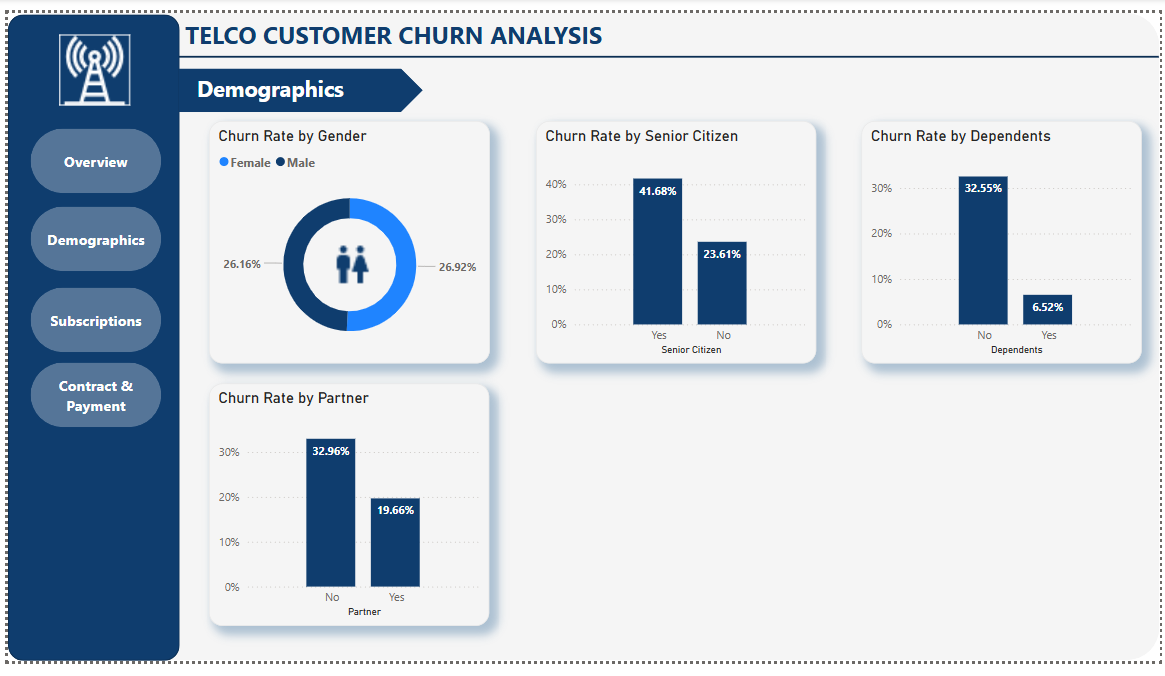 TELCO CUSTOMER CHURN ANALYSIS
Demographics
Overview
Demographics
Subscriptions
Contract &
Payment
Churn Rate by Gender
Female Male
26.16%
26.92%
Churn Rate by Senior Citizen
40%
30%
20%
10%
0%
41.68%
23.61%
Yes No
Senior Citizen
Churn Rate by Dependents
30%
20%
10%
0%
32.55%
6.52%
No Yes
Dependents
Churn Rate by Partner
30%
20%
10%
0%
32.96%
19.66%
No Yes
Partner